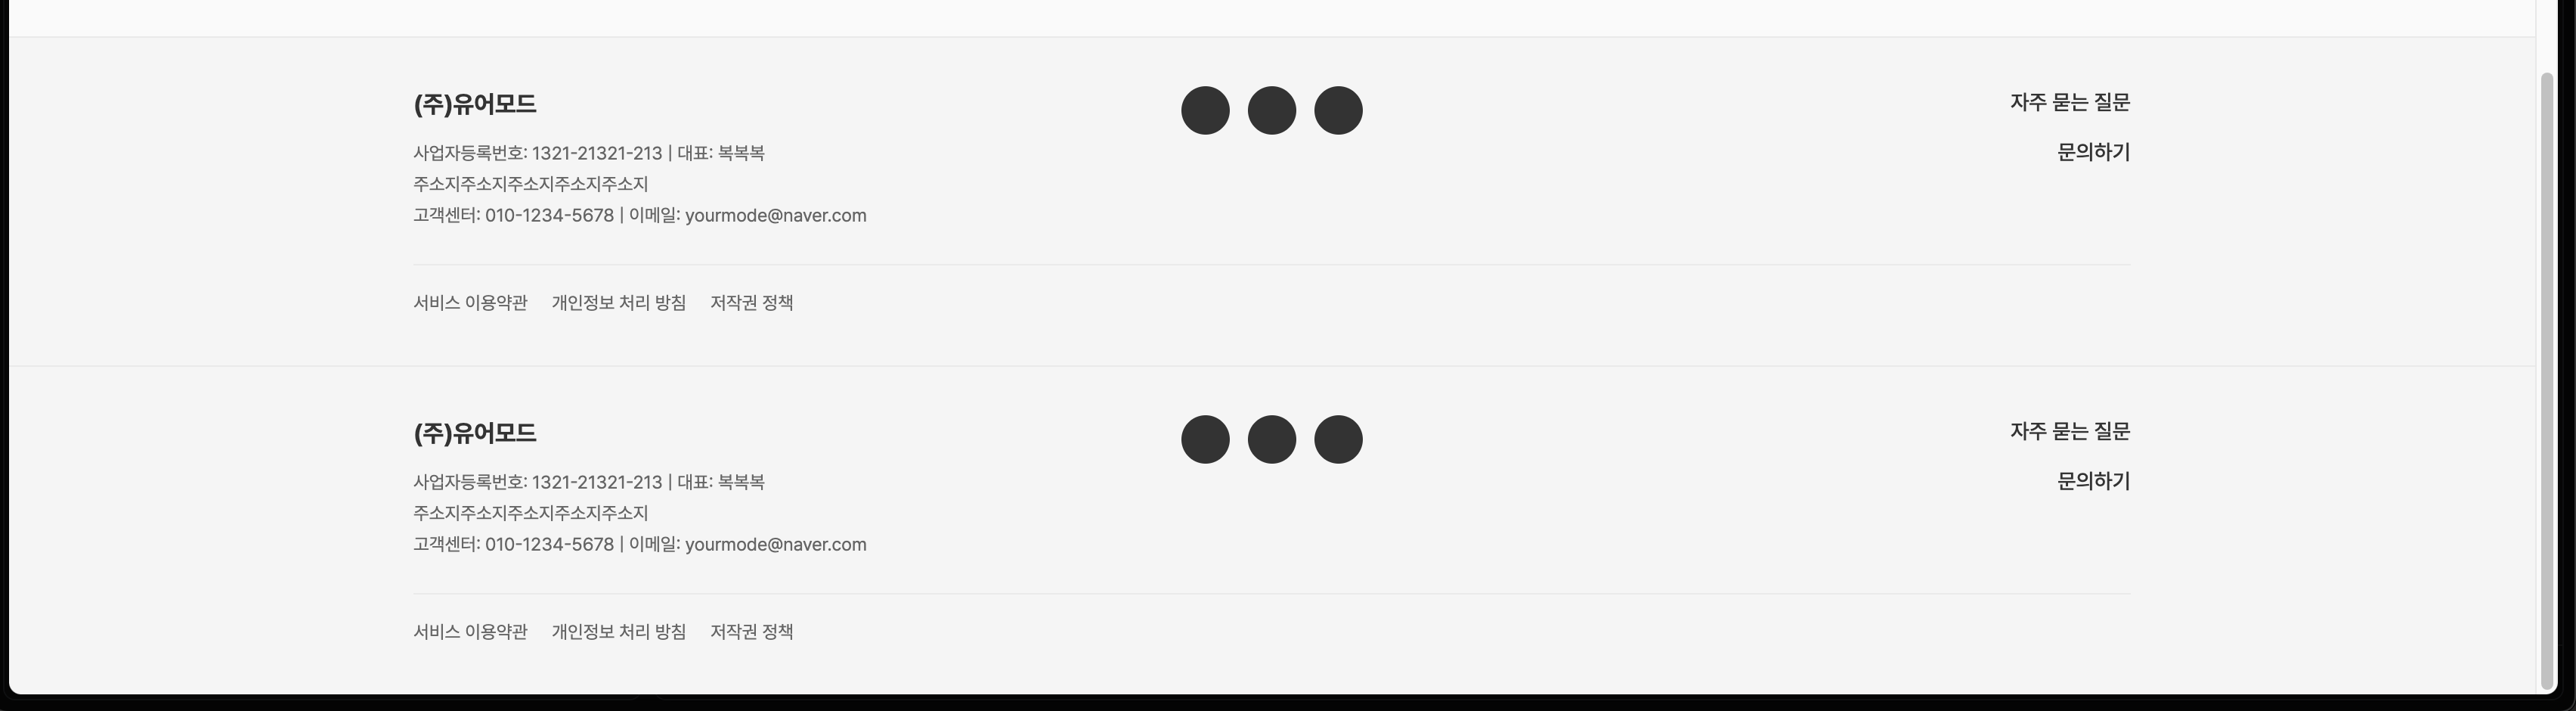 (주)유어모드
사업자등록번호: 1321-21321-213 | 대표: 복복복
주소지주소지주소지주소지주소지
고객센터: 010-1234-5678 | 이메일: yourmode@naver.com
자주 묻는 질문
문의하기
서비스 이용약관 개인정보 처리 방침 저작권 정책
(주)유어모드
사업자등록번호: 1321-21321-213 | 대표: 복복복
주소지주소지주소지주소지주소지
고객센터: 010-1234-5678 | 이메일: yourmode@naver.com
자주 묻는 질문
문의하기
서비스 이용약관 개인정보 처리 방침 저작권 정책